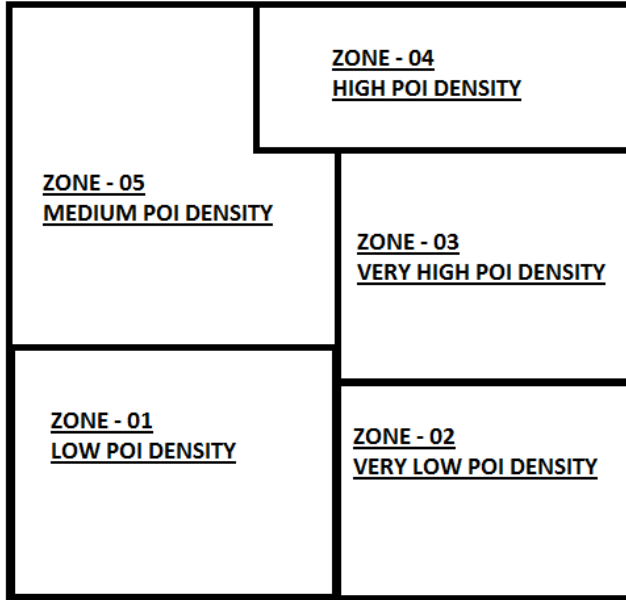 ZONE - 04
HIGH POI DENSITY
ZONE - 05
MEDIUM POI DENSITY
ZONE - 03
VERY HIGH POI DENSITY
ZONE - 01
LOW POI DENSITY
ZONE - 02
VERY LOW POI DENSITY